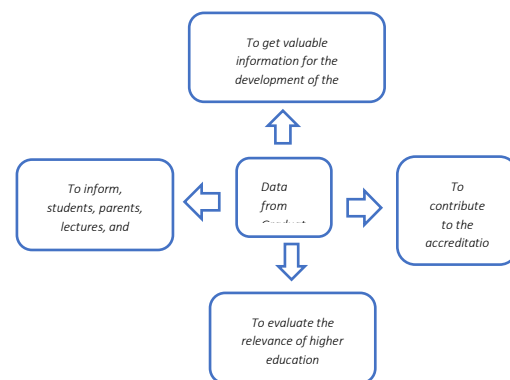 To get valuable
information for the
development of the
To inform,
students, parents,
lectures, and
Data
from
To
contribute
to the
accreditatio
To evaluate the
relevance of higher
education